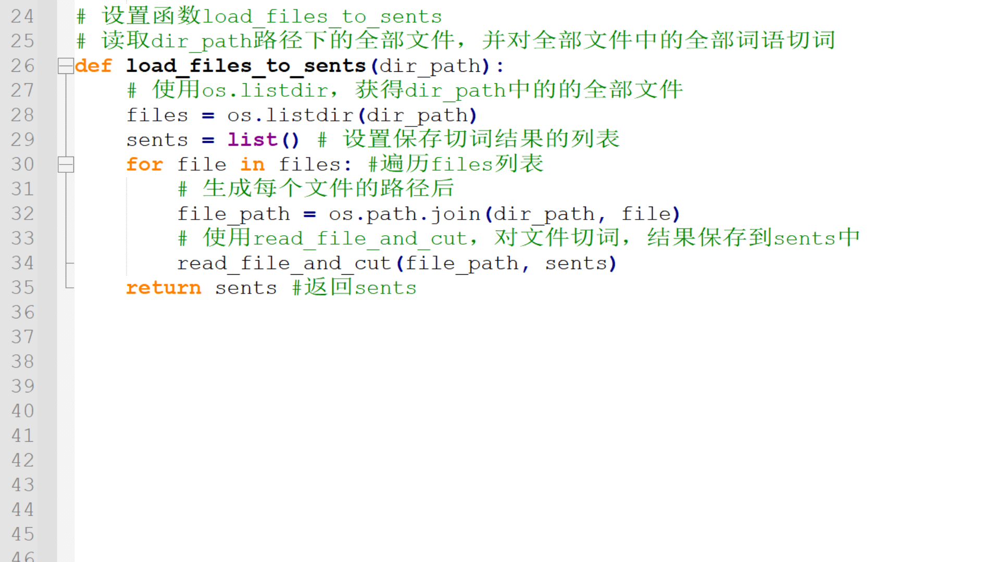 24 # 设置函数load_files_to_sents
25 # 读取dir_path路径下的全部文件，并对全部文件中的全部词语切词
26 def load_files_to_sents(dir_path):
27 # 使用os.listdir，获得dir_path中的的全部文件
28 files = os.listdir(dir_path)
29 sents = list() # 设置保存切词结果的列表
30 for file in files: #遍历files列表
31 # 生成每个文件的路径后
32 file_path = os.path.join(dir_path, file)
33 # 使用read_file_and_cut，对文件切词，结果保存到sents中
34 read_file_and_cut(file_path, sents)
35 return sents #返回sents
36
37
38
39
40
41
42
43
44
45
46